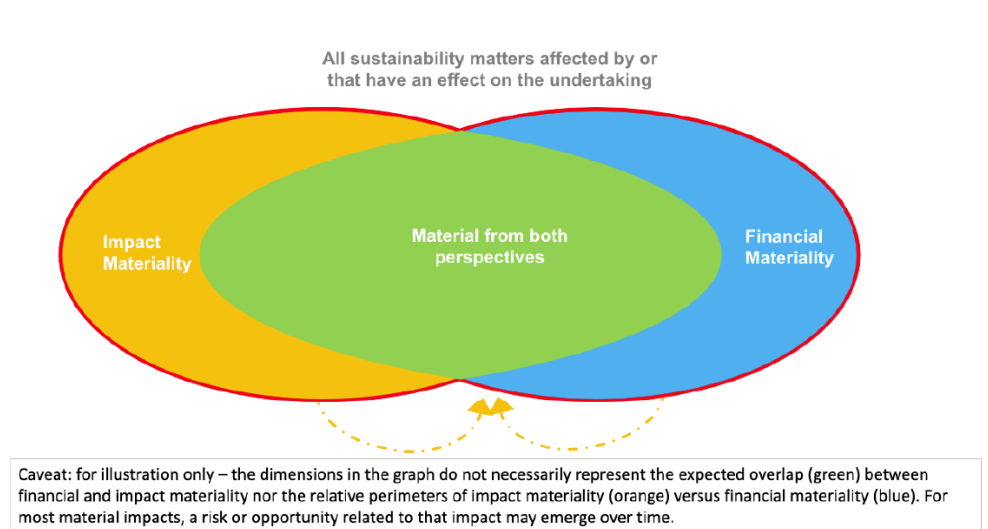 All sustainability matters affected by or
that have an effect on the undertaking
Impact
Materiality
Material from both
perspectives
Financial
Materiality
Caveat: for illustration only – the dimensions in the graph do not necessarily represent the expected overlap (green) between
financial and impact materiality nor the relative perimeters of impact materiality (orange) versus financial materiality (blue). For
most material impacts, a risk or opportunity related to that impact may emerge over time.